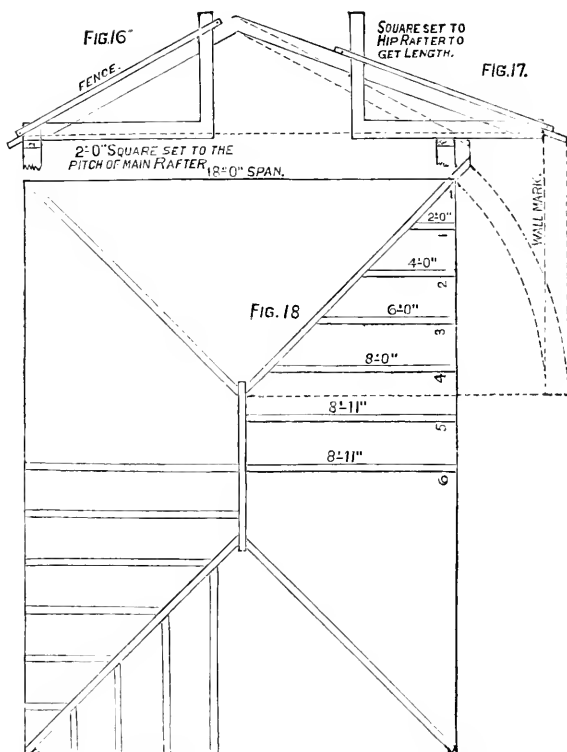 FIG.16
FENCE.
SQUARE SET TO
HIP RAFTER TO
GET LENGTH.
FIG.17.
2'-0" SQUARE SET TO THE
PITCH OF MAIN RAFTER
18'-0" SPAN.
WALL MARK.
2'-0"
1
4'-0"
2
FIG. 18
6'-0"
3
8'-0"
4
8'-11"
5
8'-11"
6